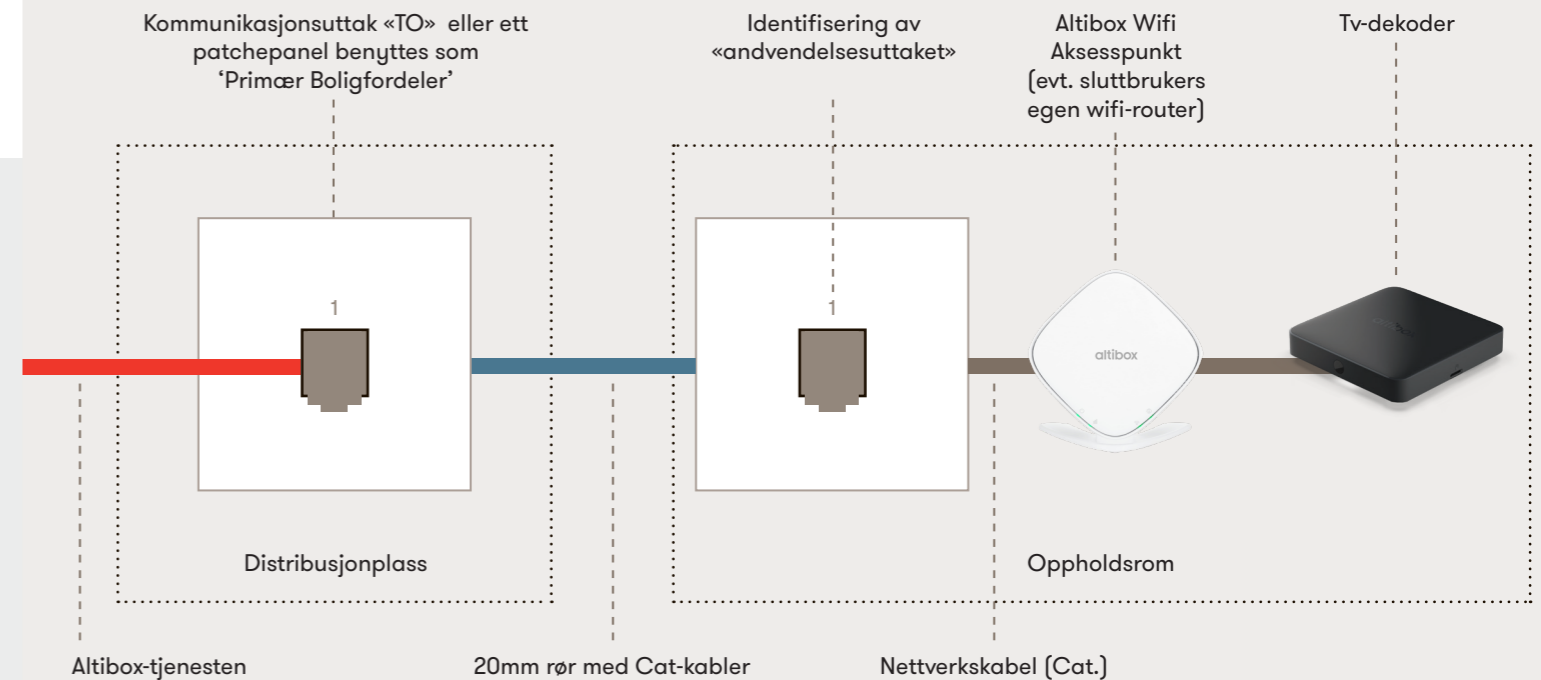 Kommunikasjonsuttak «TO» eller ett
patchepanel benyttes som
‘Primær Boligfordeler’
Identifisering av
«andvendelsesuttaket»
Altibox Wifi
Aksesspunkt
(evt. sluttbrukers
egen wifi-router)
Tv-dekoder
1
1
altibox
Distribusjonplass
Oppholdsrom
Altibox-tjenesten
20mm rør med Cat-kabler
Nettverkskabel (Cat.)